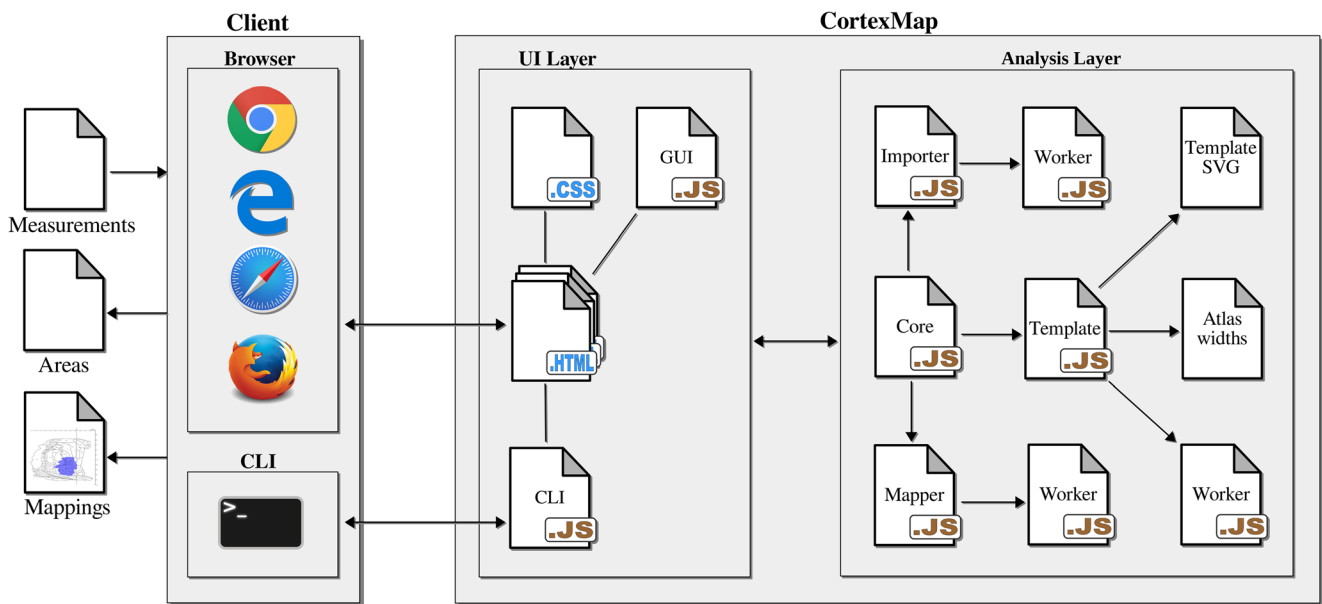 Client
CortexMap
Browser
UI Layer
Analysis Layer
Measurements
Areas
Mappings
CLI
>_
.CSS
GUI
.JS
.HTML
CLI
.JS
Importer
.JS
Worker
.JS
Template
SVG
Core
.JS
Template
.JS
Atlas
widths
Mapper
.JS
Worker
.JS
Worker
.JS